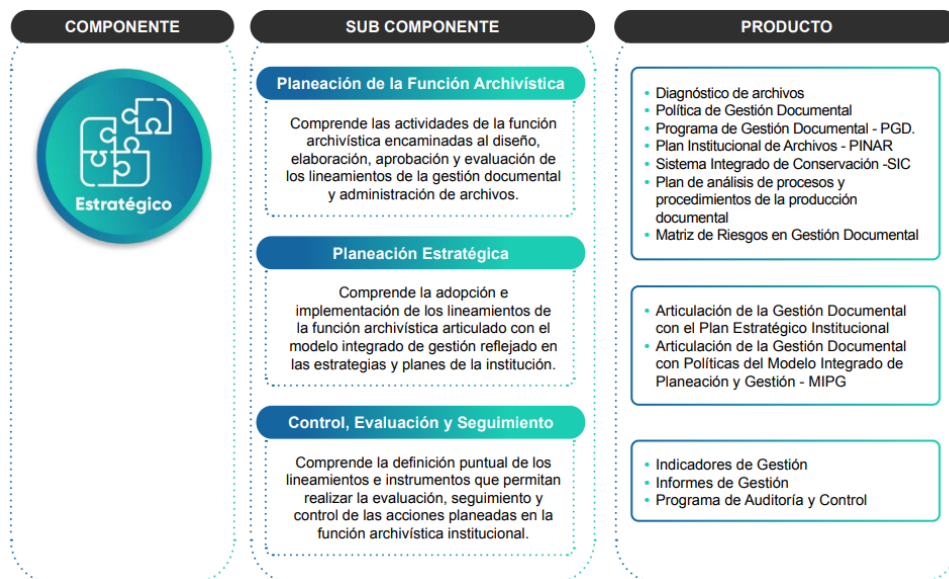 COMPONENTE
SUB COMPONENTE
PRODUCTO
Estratégico
Planeación de la Función Archivística
Comprende las actividades de la función
archivística encaminadas al diseño,
elaboración, aprobación y evaluación de
los lineamientos de la gestión documental
y administración de archivos.
• Diagnóstico de archivos
• Política de Gestión Documental
• Programa de Gestión Documental - PGD.
• Plan Institucional de Archivos - PINAR
• Sistema Integrado de Conservación -SIC
• Plan de análisis de procesos y
procedimientos de la producción
documental
• Matriz de Riesgos en Gestión Documental
Planeación Estratégica
Comprende la adopción e
implementación de los lineamientos de
la función archivística articulado con el
modelo integrado de gestión reflejado en
las estrategias y planes de la institución.
• Articulación de la Gestión Documental
con el Plan Estratégico Institucional
• Articulación de la Gestión Documental
con Políticas del Modelo Integrado de
Planeación y Gestión - MIPG
Control, Evaluación y Seguimiento
Comprende la definición puntual de los
lineamientos e instrumentos que permitan
realizar la evaluación, seguimiento y
control de las acciones planeadas en la
función archivística institucional.
• Indicadores de Gestión
• Informes de Gestión
• Programa de Auditoría y Control